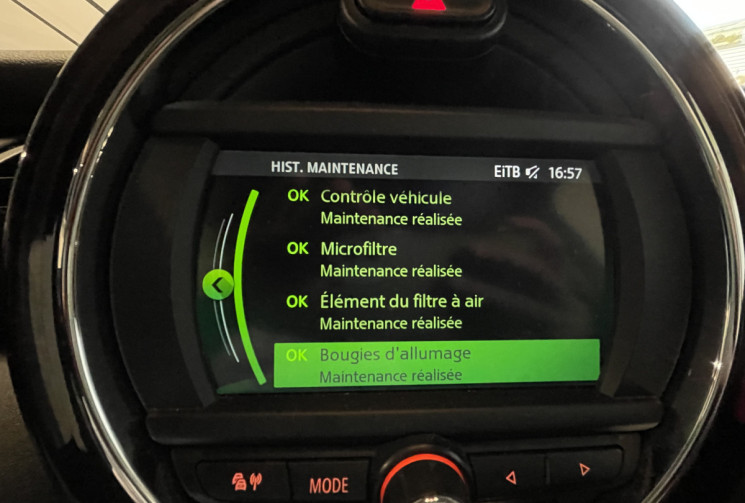 HIST. MAINTENANCE EiTB 16:57
OK Contrôle véhicule
Maintenance réalisée
OK Microfiltre
Maintenance réalisée
OK Élément du filtre à air
Maintenance réalisée
OK Bougies d'allumage
Maintenance réalisée
MODE